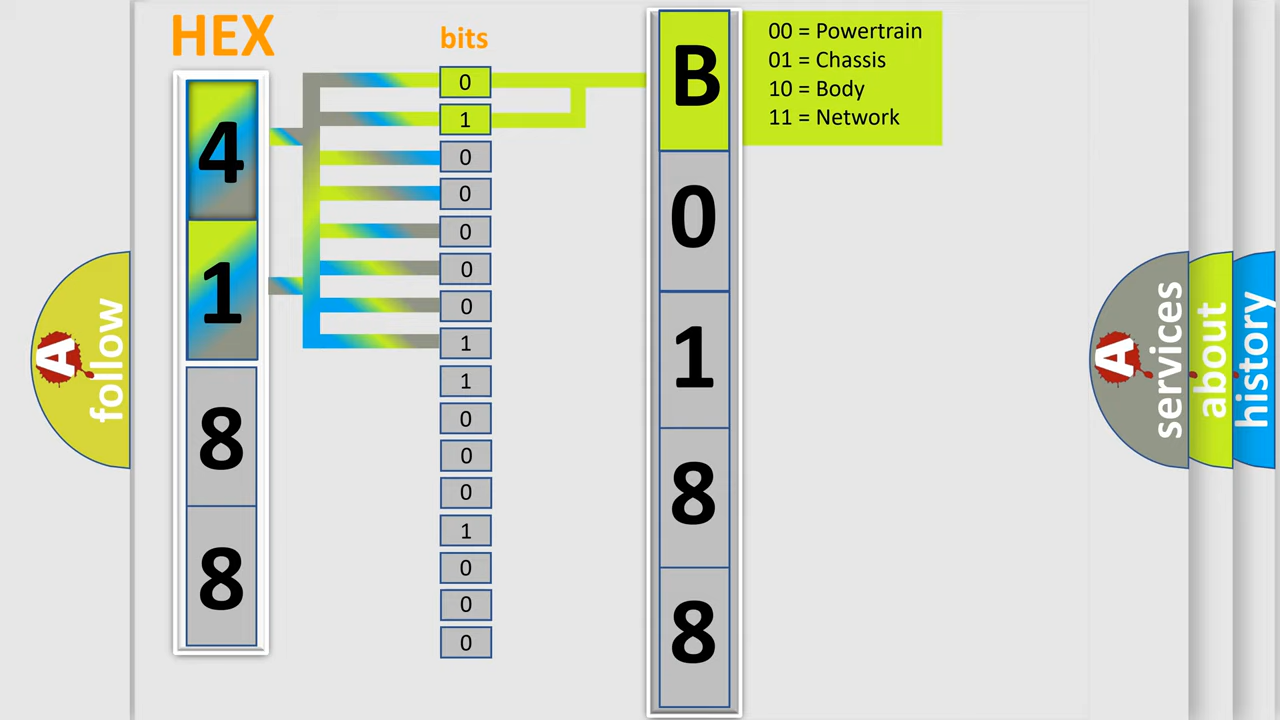 HEX
bits
4
1
8
8
0
1
0
0
0
0
0
1
1
0
0
0
1
0
0
0
B
0
1
8
8
00 = Powertrain
01 = Chassis
10 = Body
11 = Network
A
follow
A
services
about
history